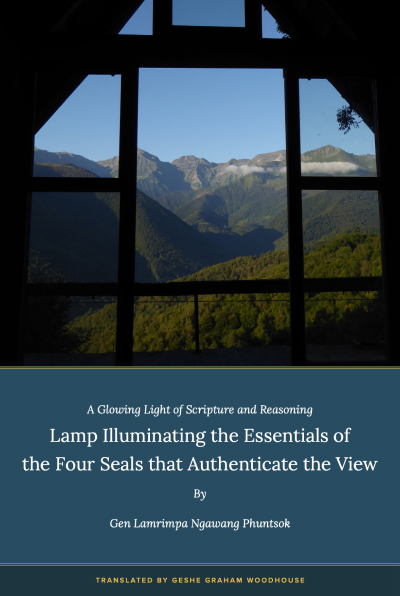 A Glowing Light of Scripture and Reasoning
Lamp Illuminating the Essentials of
the Four Seals that Authenticate the View
By
Gen Lamrimpa Ngawang Phuntsok
TRANSLATED BY GESHE GRAHAM WOODHOUSE